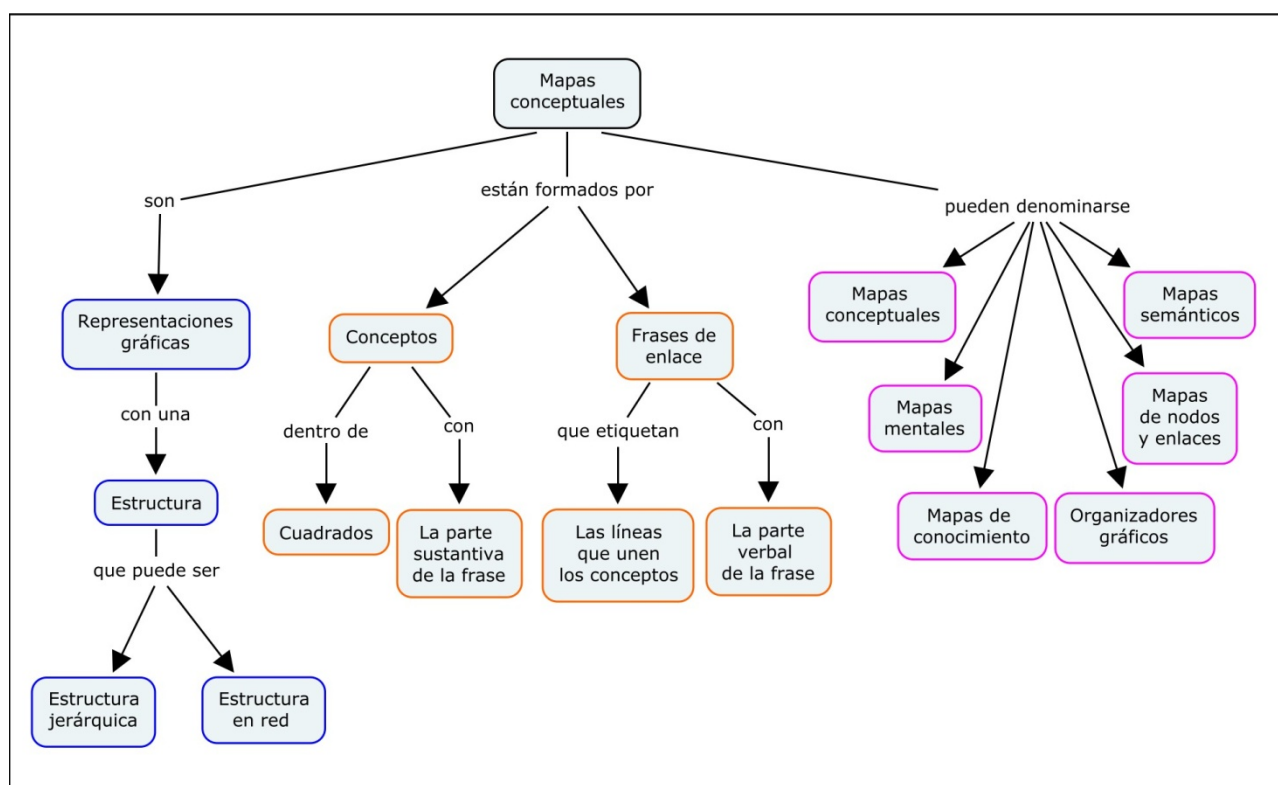 Mapas
conceptuales
son
están formados por
pueden denominarse
Representaciones
gráficas
con una
Estructura
que puede ser
Estructura
jerárquica
Estructura
en red
Conceptos
dentro de
con
Cuadrados
La parte
sustantiva
de la frase
Frases de
enlace
que etiquetan
con
Las líneas
que unen
los conceptos
La parte
verbal
de la frase
Mapas
conceptuales
Mapas
semánticos
Mapas
mentales
Mapas
de nodos
y enlaces
Mapas de
conocimiento
Organizadores
gráficos